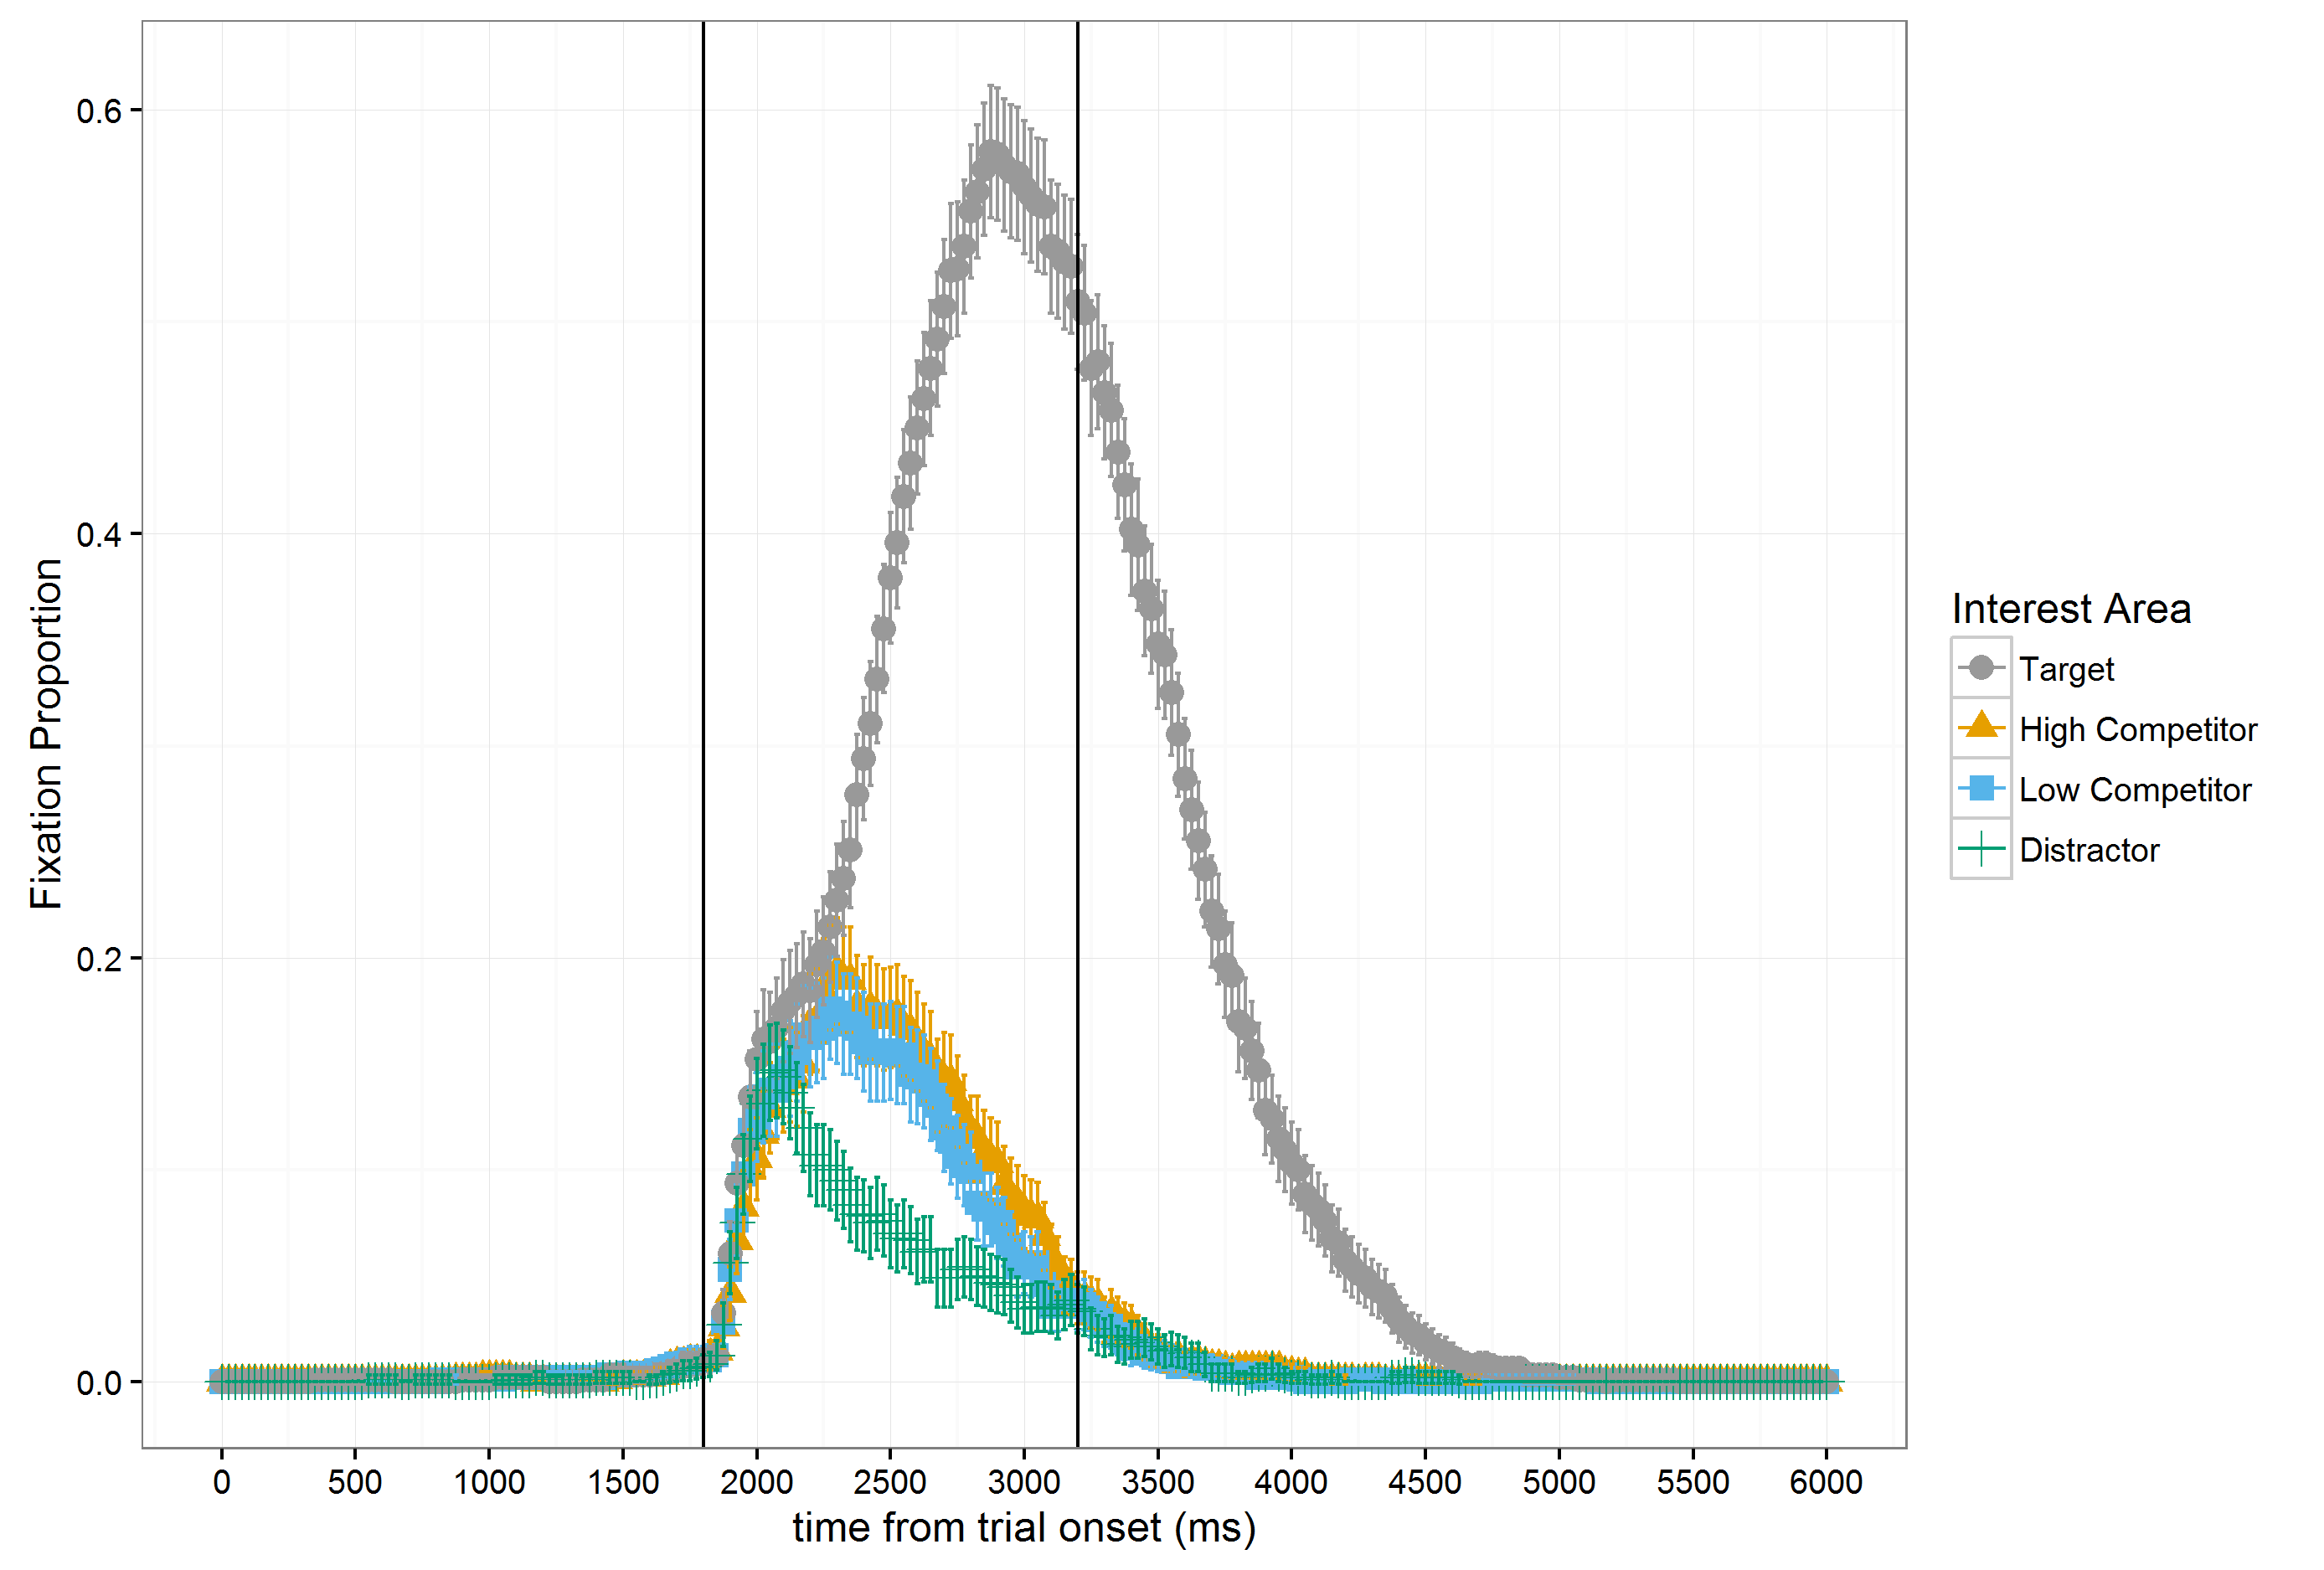 Fixation Proportion
0.6
0.4
0.2
0.0
0 500 1000 1500 2000 2500 3000 3500 4000 4500 5000 5500 6000
time from trial onset (ms)
Interest Area
Target
High Competitor
Low Competitor
Distractor